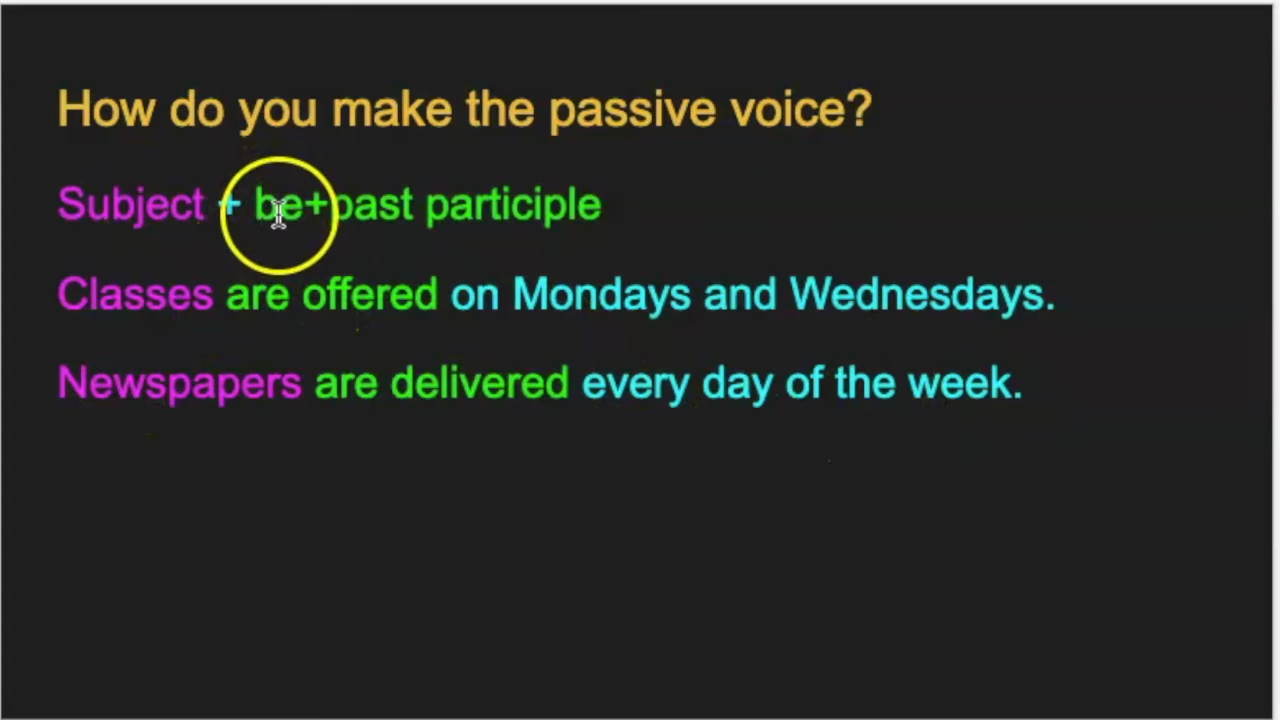 How do you make the passive voice?
Subject + be+past participle
Classes are offered on Mondays and Wednesdays.
Newspapers are delivered every day of the week.